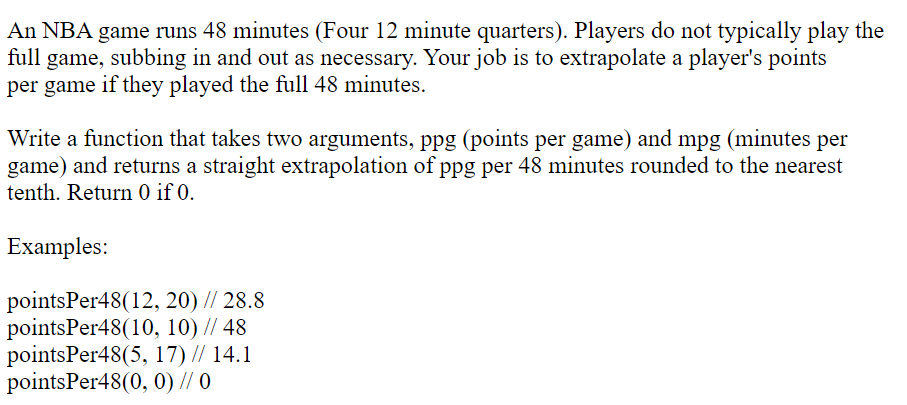 An NBA game runs 48 minutes (Four 12 minute quarters). Players do not typically play the
full game, subbing in and out as necessary. Your job is to extrapolate a player's points
per game if they played the full 48 minutes.
Write a function that takes two arguments, ppg (points per game) and mpg (minutes per
game) and returns a straight extrapolation of ppg per 48 minutes rounded to the nearest
tenth. Return 0 if 0.
Examples:
pointsPer48(12, 20) // 28.8
pointsPer48(10, 10) // 48
pointsPer48(5, 17) // 14.1
pointsPer48(0, 0) // 0